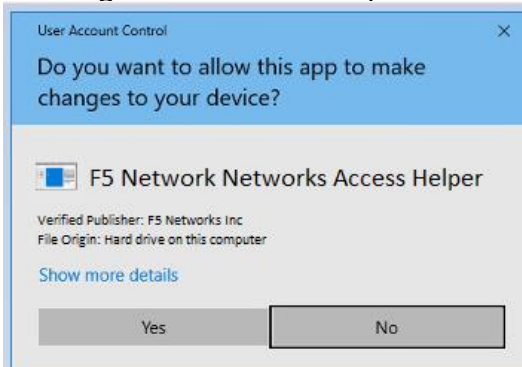 User Account Control
Do you want to allow this app to make
changes to your device?
F5 Network Networks Access Helper
Verified Publisher: F5 Networks Inc
File Origin: Hard drive on this computer
Show more details
Yes
No